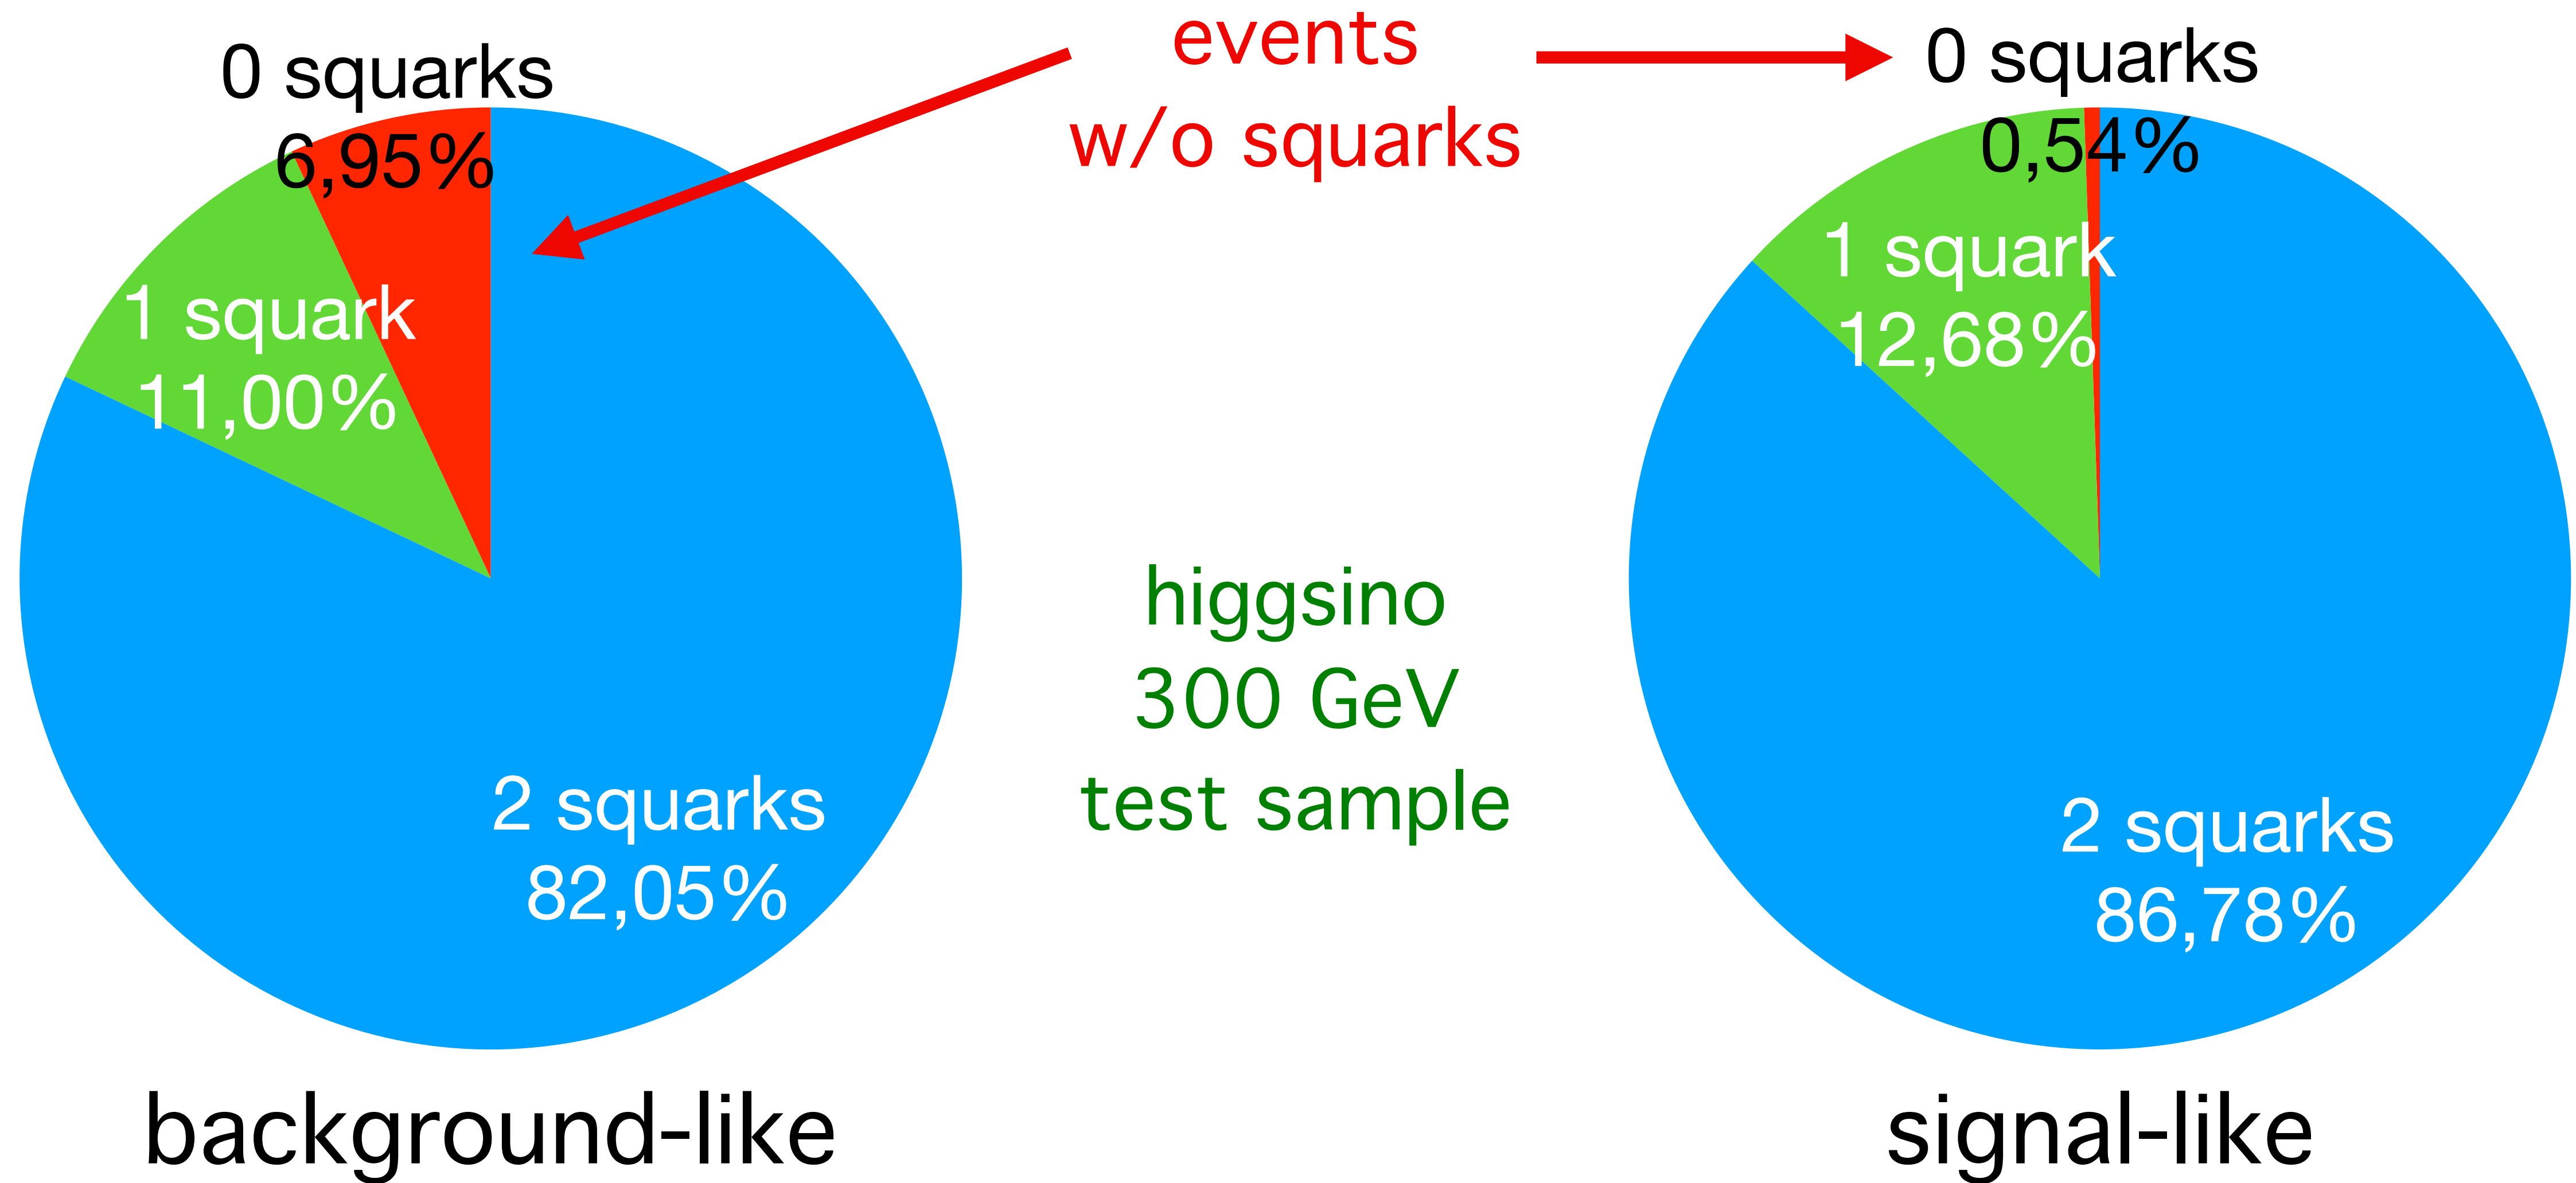 0 squarks
6,95%
1 squark
11,00%
2 squarks
82,05%
background-like
events
w/o squarks
higgsino
300 GeV
test sample
0 squarks
0,54%
1 squark
12,68%
2 squarks
86,78%
signal-like